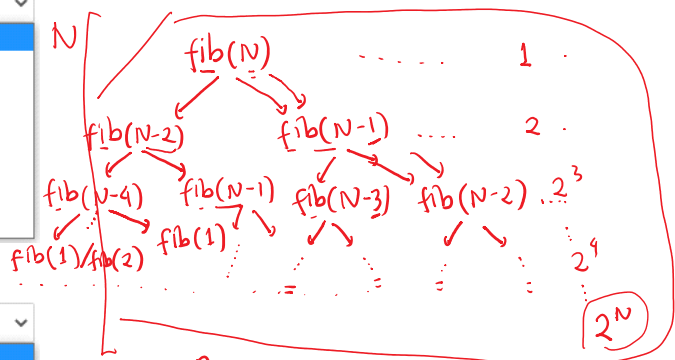 N
fib(N) ...... 1 .
fib(N-2) fib(N-1) .... 2 .
fib(N-4) fib(N-1) fib(N-3) fib(N-2) ..... 2³
fib(1)/fib(2) fib(1) 2⁴
2ᴺ